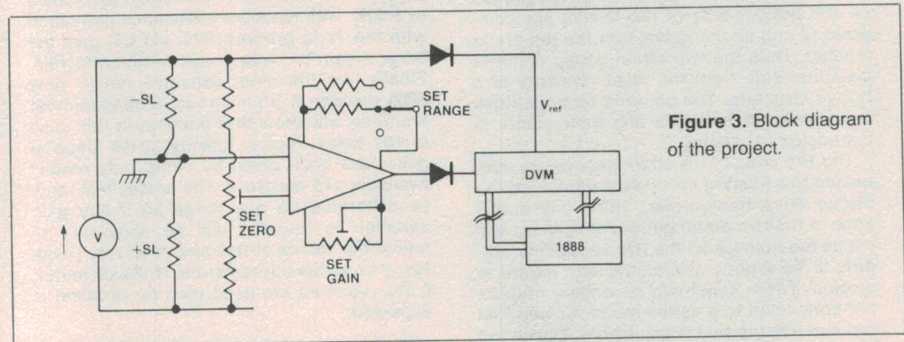 SL
SET
RANGE
V_ref
Figure 3. Block diagram
of the project.
DVM
SET
ZERO
V
+SL
SET
GAIN
1888